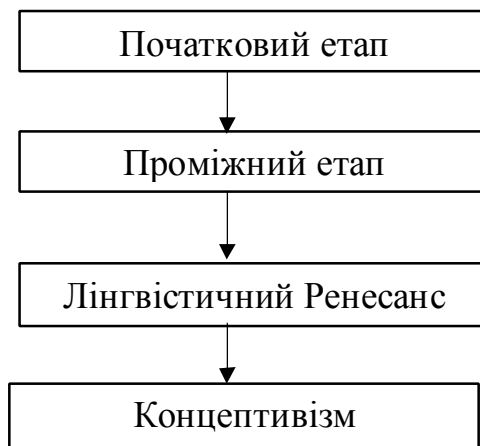 Початковий етап
Проміжний етап
Лінгвістичний Ренесанс
Концептивізм